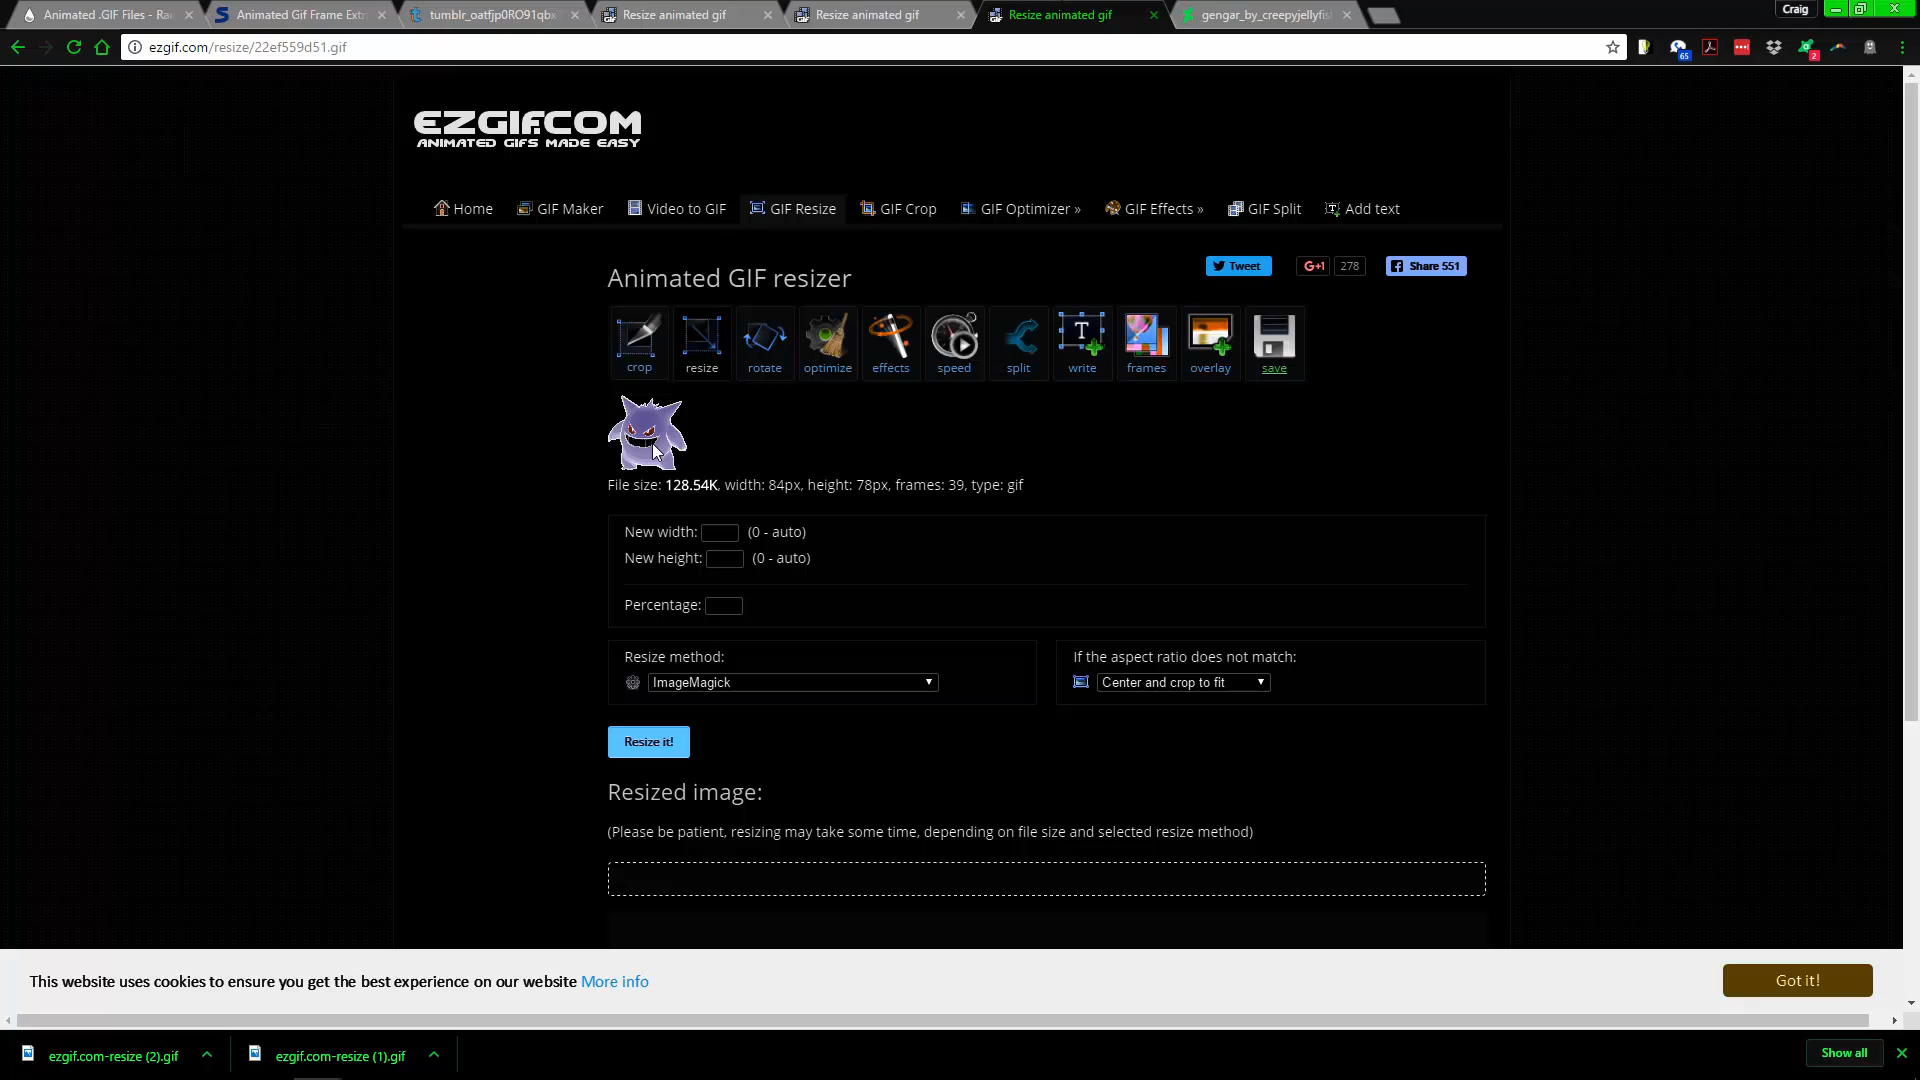 Animated .GIF Files - Ra
Animated Gif Frame Extr
tumblr_oatfjp0RO91qbx
Resize animated gif
Resize animated gif
Resize animated gif
gengar_by_creepyjellyfis
Craig
ezgif.com/resize/22ef559d51.gif
65
2
EZGIF.COM
ANIMATED GIFS MADE EASY
Home
GIF Maker
Video to GIF
GIF Resize
GIF Crop
GIF Optimizer »
GIF Effects »
GIF Split
Add text
Animated GIF resizer
Tweet
G+1
278
Share 551
crop
resize
rotate
optimize
effects
speed
split
write
frames
overlay
save
File size: 128.54K, width: 84px, height: 78px, frames: 39, type: gif
New width: (0 - auto)
New height: (0 - auto)
Percentage:
Resize method:
ImageMagick
If the aspect ratio does not match:
Center and crop to fit
Resize it!
Resized image:
(Please be patient, resizing may take some time, depending on file size and selected resize method)
This website uses cookies to ensure you get the best experience on our website More info
Got it!
ezgif.com-resize (2).gif
ezgif.com-resize (1).gif
Show all